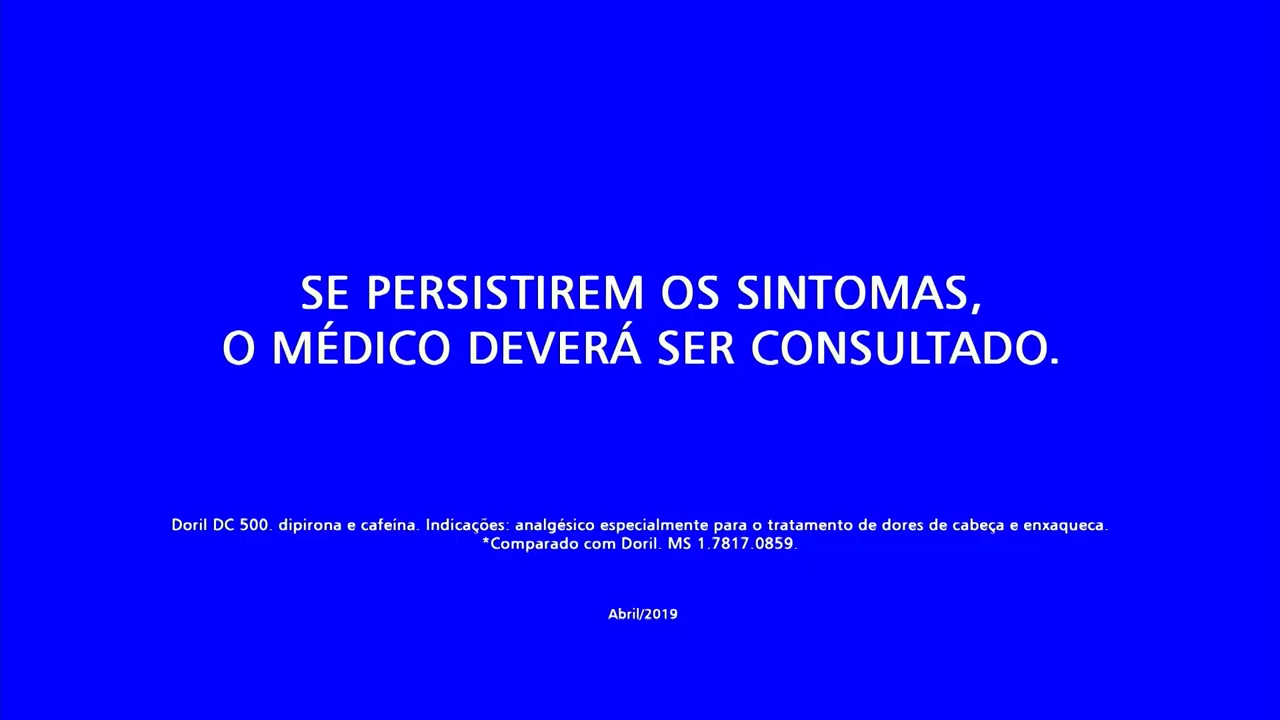 SE PERSISTIREM OS SINTOMAS,
O MÉDICO DEVERÁ SER CONSULTADO.
Doril DC 500. dipirona e cafeína. Indicações: analgésico especialmente para o tratamento de dores de cabeça e enxaqueca.
*Comparado com Doril. MS 1.7817.0859.
Abril/2019